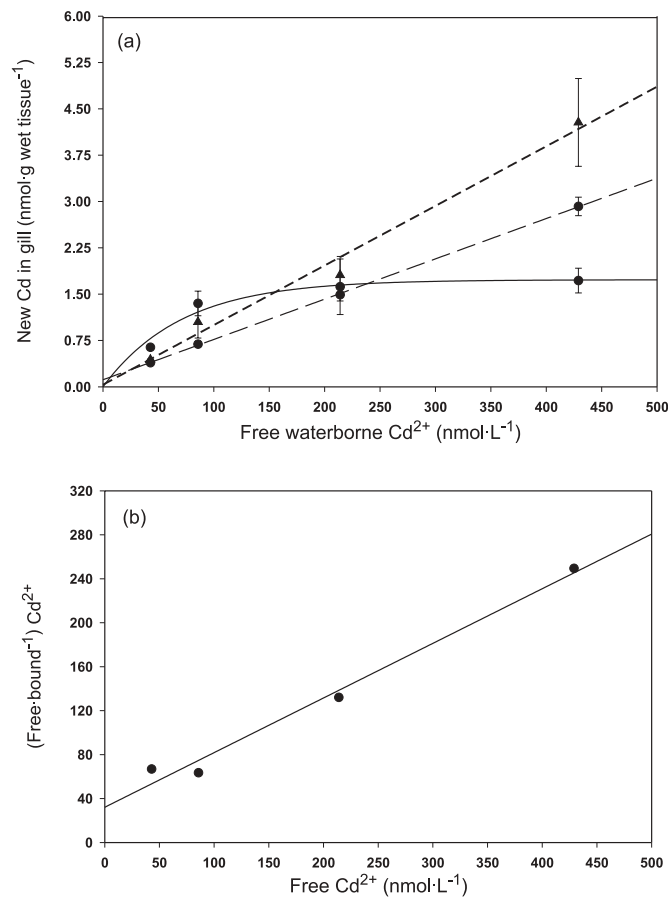 (a)
New Cd in gill (nmol·g wet tissue⁻¹)
6.00
5.25
4.50
3.75
3.00
2.25
1.50
0.75
0.00
0 50 100 150 200 250 300 350 400 450 500
Free waterborne Cd²⁺ (nmol·L⁻¹)
(b)
(Free·bound⁻¹) Cd²⁺
320
280
240
200
160
120
80
40
0
0 50 100 150 200 250 300 350 400 450 500
Free Cd²⁺ (nmol·L⁻¹)